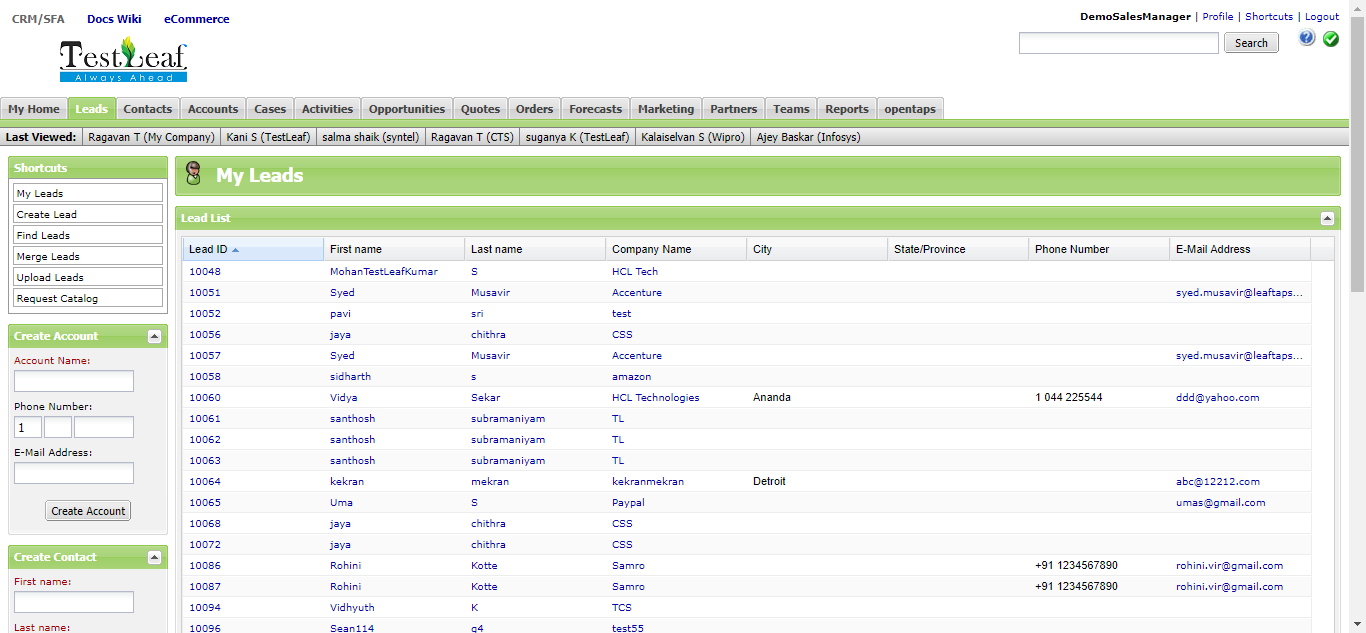 CRM/SFA Docs Wiki eCommerce
DemoSalesManager | Profile | Shortcuts | Logout
Search
TestLeaf
Always Ahead
My Home Leads Contacts Accounts Cases Activities Opportunities Quotes Orders Forecasts Marketing Partners Teams Reports opentaps
Last Viewed: Ragavan T (My Company) Kani S (TestLeaf) salma shaik (syntel) Ragavan T (CTS) suganya K (TestLeaf) Kalaiselvan S (Wipro) Ajey Baskar (Infosys)
Shortcuts
My Leads
Create Lead
Find Leads
Merge Leads
Upload Leads
Request Catalog
Create Account
Account Name:
Phone Number:
1
E-Mail Address:
Create Account
Create Contact
First name:
Last name:
My Leads
Lead List
Lead ID First name Last name Company Name City State/Province Phone Number E-Mail Address
10048 MohanTestLeafKumar S HCL Tech
10051 Syed Musavir Accenture syed.musavir@leaftaps...
10052 pavi sri test
10056 jaya chithra CSS
10057 Syed Musavir Accenture syed.musavir@leaftaps...
10058 sidharth s amazon
10060 Vidya Sekar HCL Technologies Ananda 1 044 225544 ddd@yahoo.com
10061 santhosh subramaniyam TL
10062 santhosh subramaniyam TL
10063 santhosh subramaniyam TL
10064 kekran mekran kekranmekran Detroit abc@12212.com
10065 Uma S Paypal umas@gmail.com
10068 jaya chithra CSS
10072 jaya chithra CSS
10086 Rohini Kotte Samro +91 1234567890 rohini.vir@gmail.com
10087 Rohini Kotte Samro +91 1234567890 rohini.vir@gmail.com
10094 Vidhyuth K TCS
10096 Sean114 q4 test55